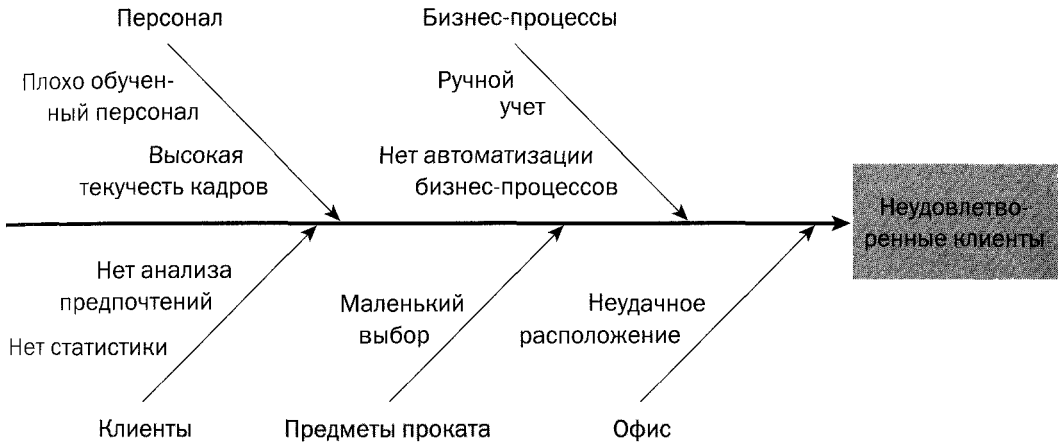 Персонал
Бизнес-процессы
Плохо обучен-
ный персонал
Ручной
учет
Высокая
текучесть кадров
Нет автоматизации
бизнес-процессов
Неудовлетво-
ренные клиенты
Нет анализа
предпочтений
Нет статистики
Маленький
выбор
Неудачное
расположение
Клиенты
Предметы проката
Офис